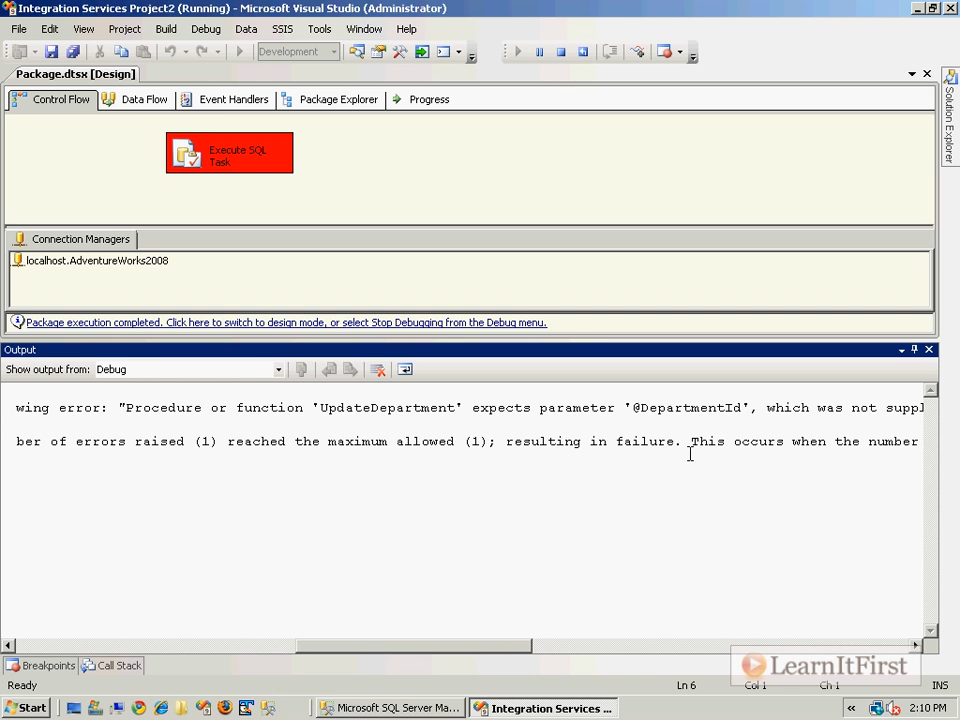 Integration Services Project2 (Running) - Microsoft Visual Studio (Administrator)
File Edit View Project Build Debug Data SSIS Tools Window Help
Development
Package.dtsx [Design]
Control Flow Data Flow Event Handlers Package Explorer Progress
Solution Explorer
Execute SQL
Task
Connection Managers
localhost.AdventureWorks2008
Package execution completed. Click here to switch to design mode, or select Stop Debugging from the Debug menu.
Output
Show output from: Debug
wing error: "Procedure or function 'UpdateDepartment' expects parameter '@DepartmentId', which was not suppl
ber of errors raised (1) reached the maximum allowed (1); resulting in failure. This occurs when the number
Breakpoints Call Stack
LearnItFirst
Ready Ln 6 Col 1 Ch 1 INS
Start Microsoft SQL Server Ma... Integration Services ... « 2:10 PM